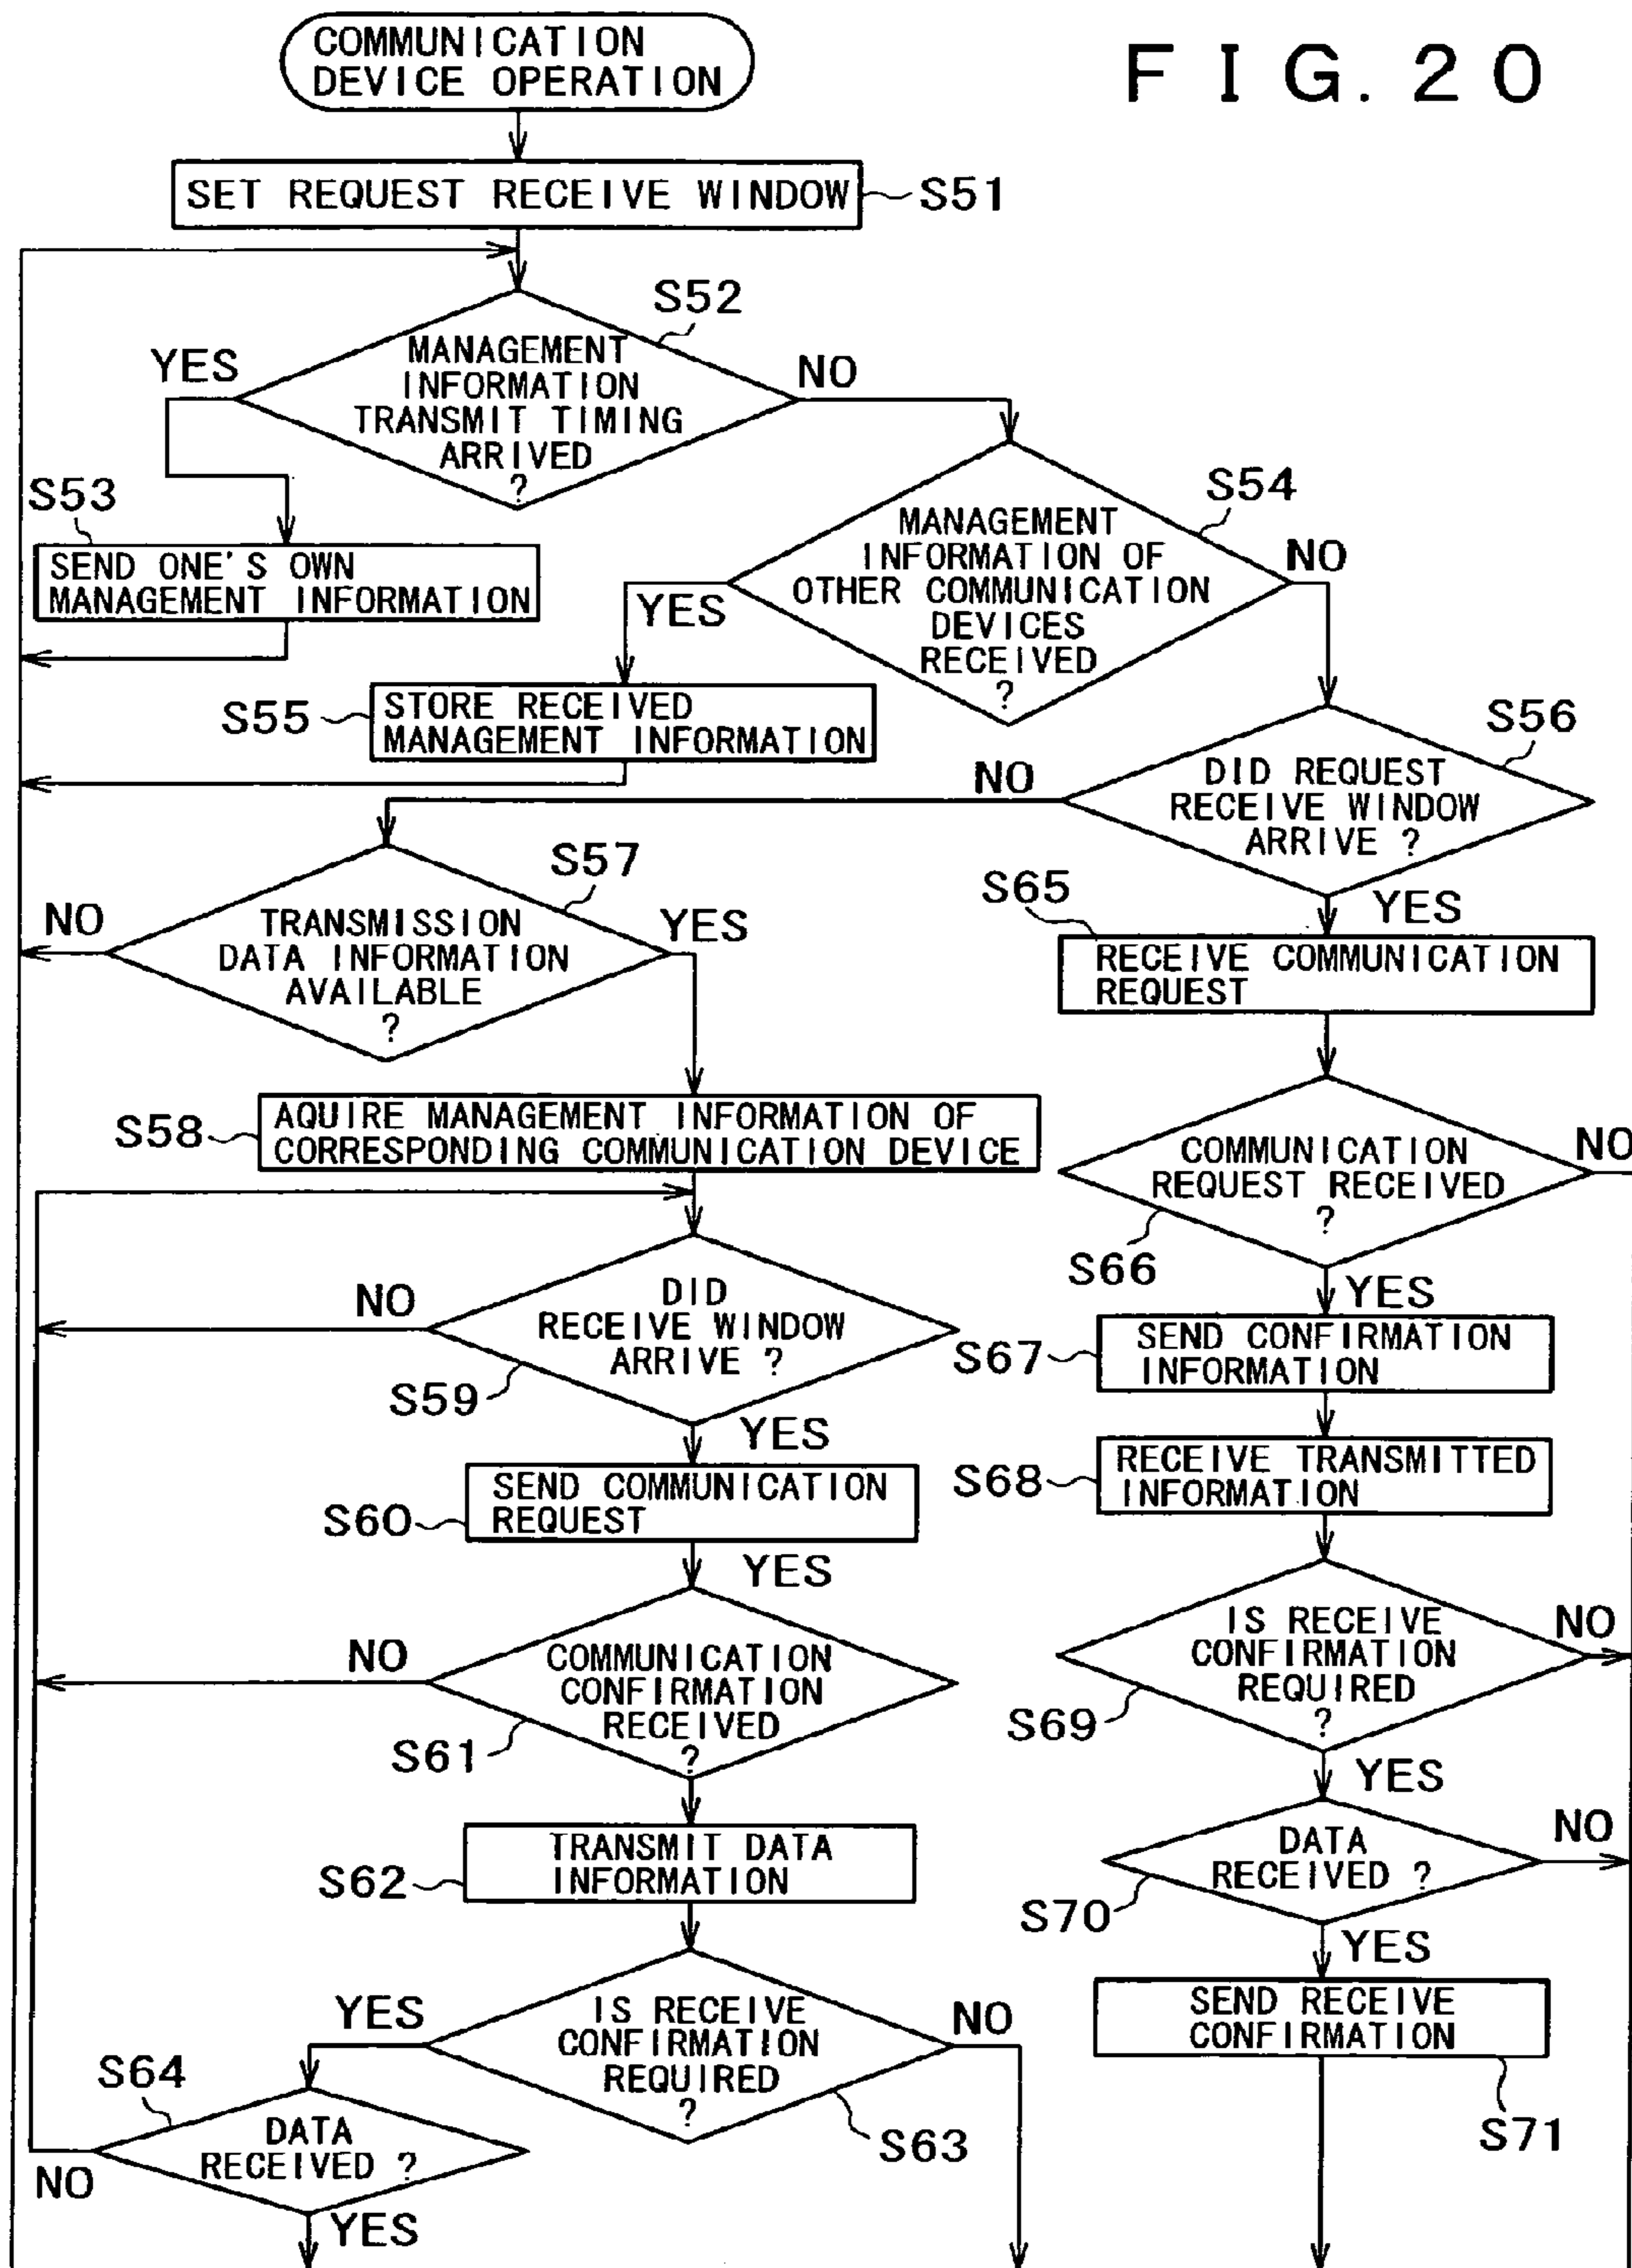 COMMUNICATION
DEVICE OPERATION
FIG. 20
SET REQUEST RECEIVE WINDOW
S51
S52
MANAGEMENT
INFORMATION
TRANSMIT TIMING
ARRIVED
?
YES
NO
S53
SEND ONE'S OWN
MANAGEMENT INFORMATION
S54
MANAGEMENT
INFORMATION OF
OTHER COMMUNICATION
DEVICES
RECEIVED
?
YES
NO
S55
STORE RECEIVED
MANAGEMENT INFORMATION
S56
DID REQUEST
RECEIVE WINDOW
ARRIVE ?
NO
YES
S57
TRANSMISSION
DATA INFORMATION
AVAILABLE
?
NO
YES
S58
AQUIRE MANAGEMENT INFORMATION OF
CORRESPONDING COMMUNICATION DEVICE
DID
RECEIVE WINDOW
ARRIVE ?
NO
S59
YES
S60
SEND COMMUNICATION
REQUEST
YES
COMMUNICATION
CONFIRMATION
RECEIVED
?
NO
S61
S62
TRANSMIT DATA
INFORMATION
IS RECEIVE
CONFIRMATION
REQUIRED
?
YES
NO
S63
S64
DATA
RECEIVED ?
NO
YES
S65
RECEIVE COMMUNICATION
REQUEST
COMMUNICATION
REQUEST RECEIVED
?
NO
S66
YES
S67
SEND CONFIRMATION
INFORMATION
S68
RECEIVE TRANSMITTED
INFORMATION
IS RECEIVE
CONFIRMATION
REQUIRED
?
NO
S69
YES
DATA
RECEIVED ?
NO
S70
YES
SEND RECEIVE
CONFIRMATION
S71